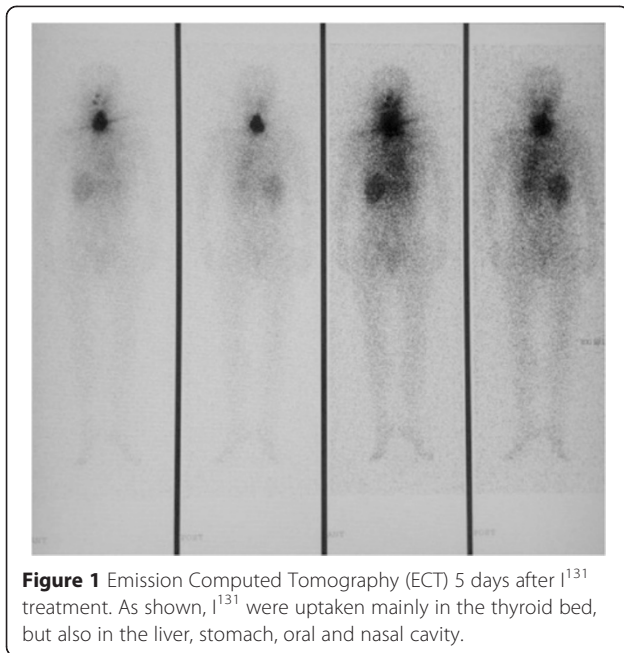 POST
Figure 1 Emission Computed Tomography (ECT) 5 days after I¹³¹
treatment. As shown, I¹³¹ were uptaken mainly in the thyroid bed,
but also in the liver, stomach, oral and nasal cavity.